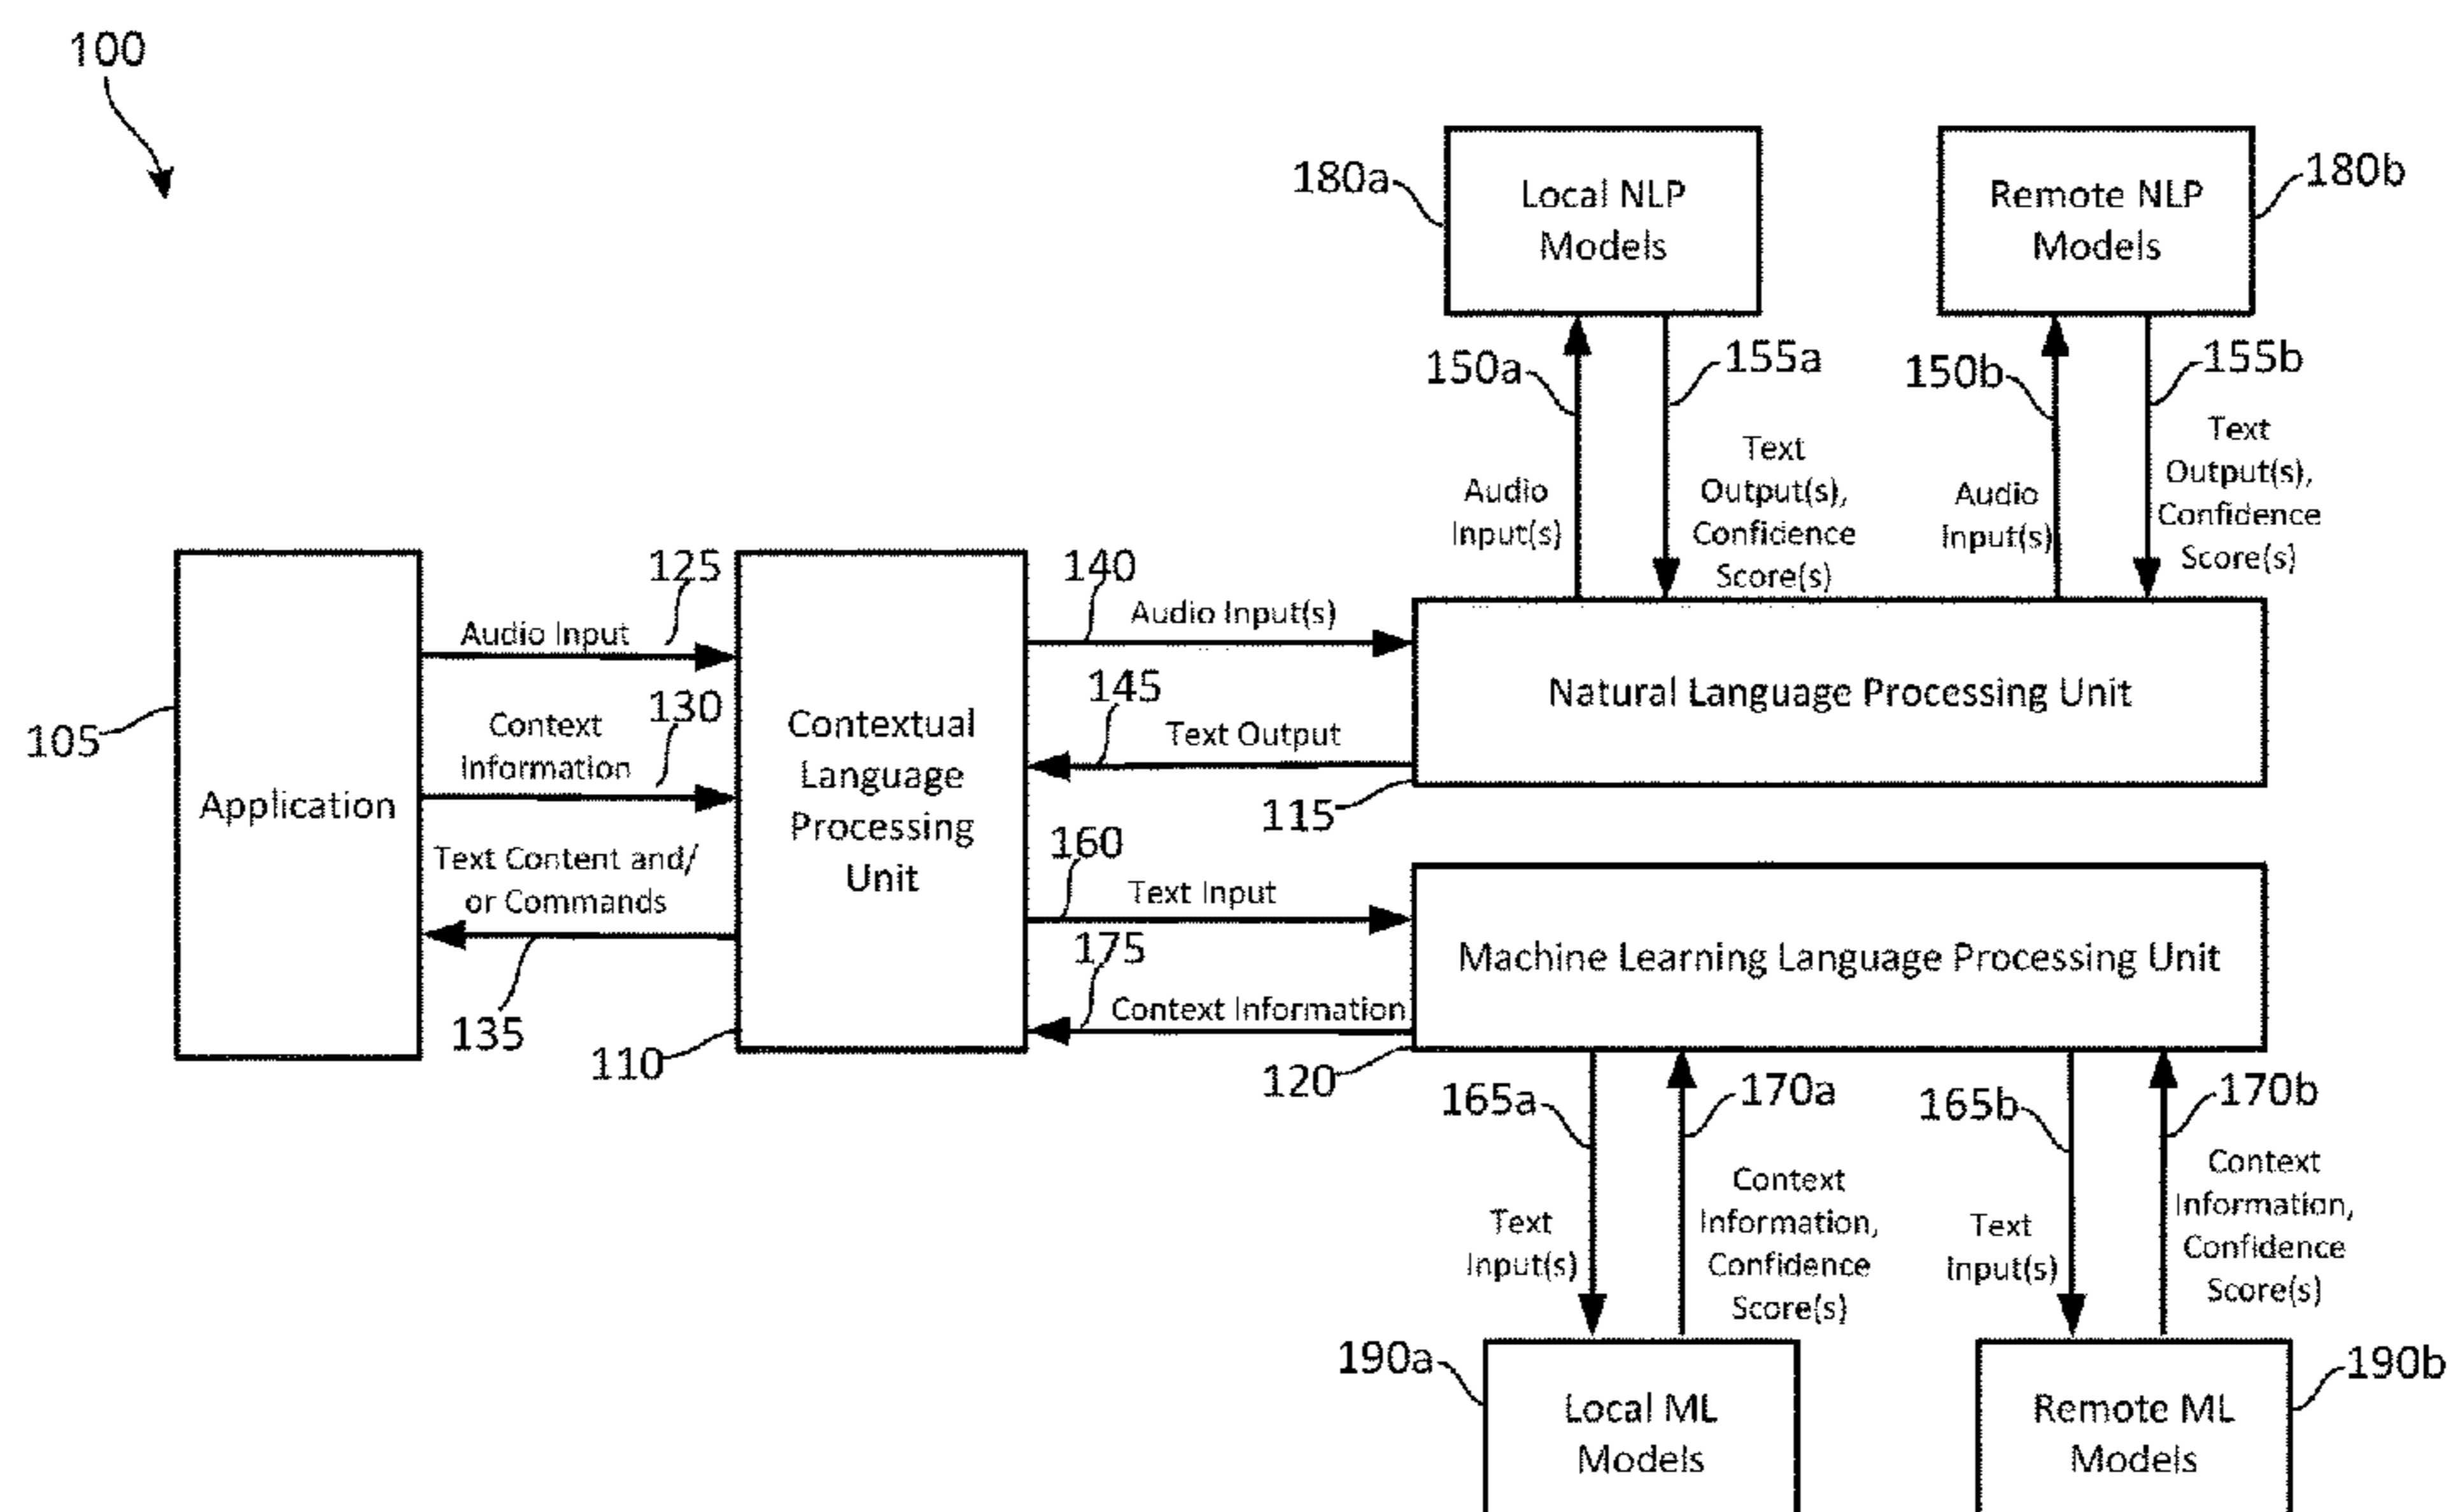 100
180a
Local NLP
Models
Remote NLP
Models
180b
150a
155a
150b
155b
Audio
Input(s)
Text
Output(s),
Confidence
Score(s)
Audio
Input(s)
Text
Output(s),
Confidence
Score(s)
105
Application
125
Audio Input
130
Context
Information
Text Content and/
or Commands
135
110
Contextual
Language
Processing
Unit
140
Audio Input(s)
145
Text Output
115
Natural Language Processing Unit
160
Text Input
175
Context Information
120
Machine Learning Language Processing Unit
165a
170a
165b
170b
Text
Input(s)
Context
Information,
Confidence
Score(s)
Text
Input(s)
Context
Information,
Confidence
Score(s)
190a
Local ML
Models
Remote ML
Models
190b